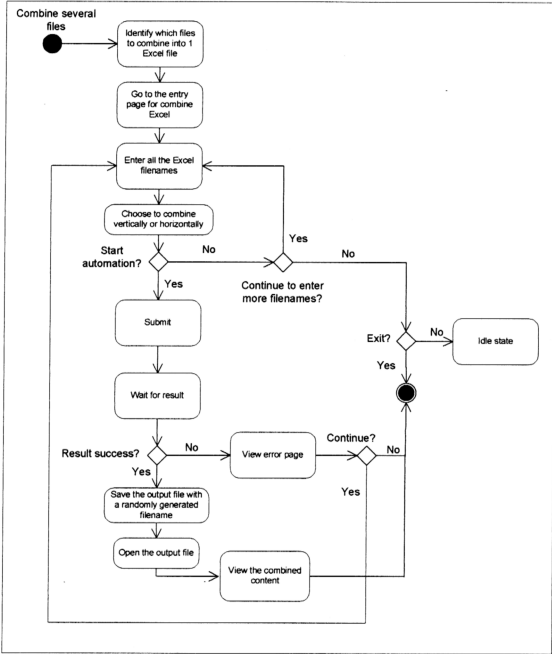 Combine several
files
Identify which files
to combine into 1
Excel file
Go to the entry
page for combine
Excel
Enter all the Excel
filenames
Choose to combine
vertically or horizontally
Yes
Start
automation?
No
No
Continue to enter
more filenames?
Yes
Submit
Exit?
No
Idle state
Yes
Wait for result
Continue?
Result success?
No
View error page
No
Yes
Yes
Save the output file with
a randomly generated
filename
Open the output file
View the combined
content